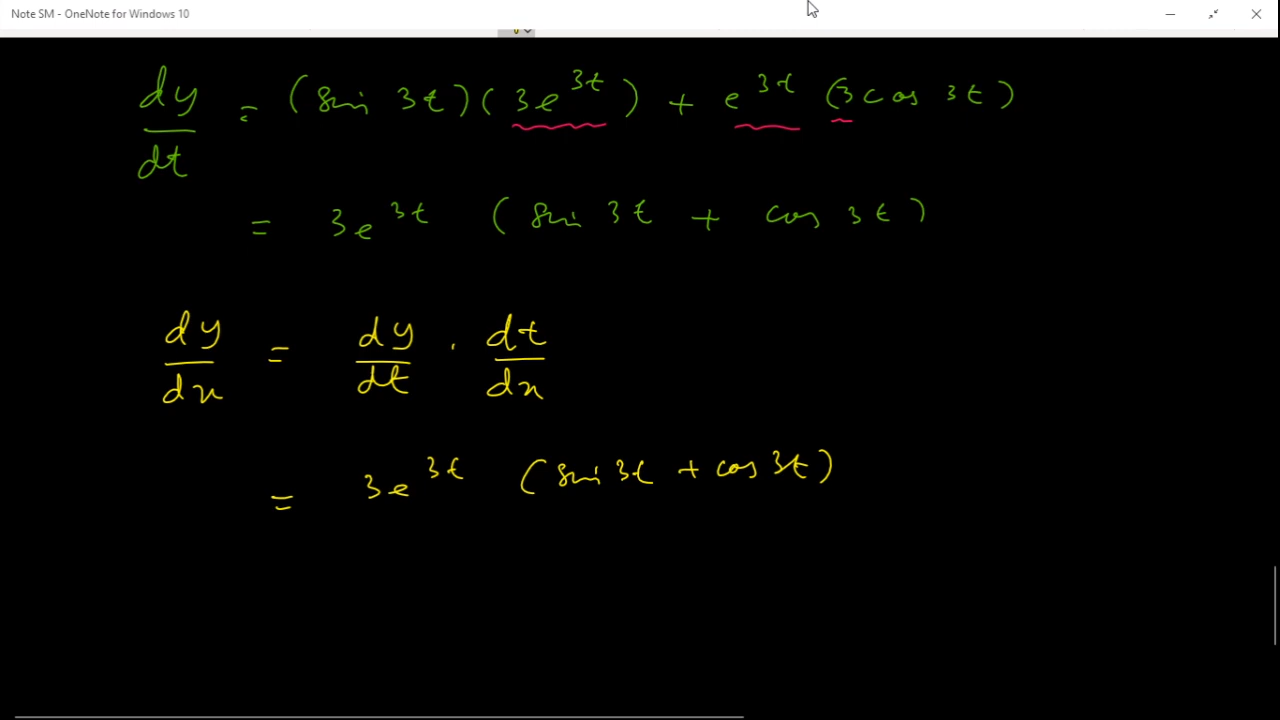 Note SM - OneNote for Windows 10
dy/dt = (sin 3t)(3e^3t) + e^3t (3cos 3t)
= 3e^3t (sin 3t + cos 3t)
dy/dx = dy/dt . dt/dx
= 3e^3t (sin 3t + cos 3t)